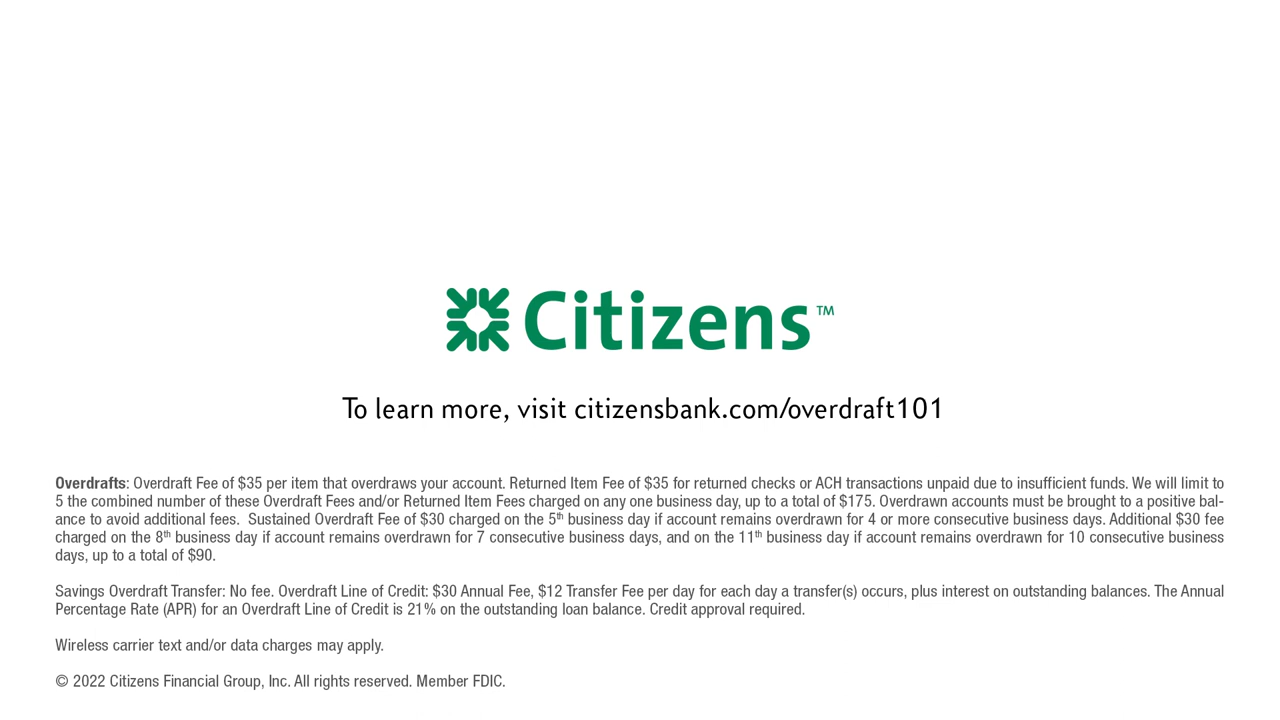 Citizens™
To learn more, visit citizensbank.com/overdraft101
Overdrafts: Overdraft Fee of $35 per item that overdraws your account. Returned Item Fee of $35 for returned checks or ACH transactions unpaid due to insufficient funds. We will limit to
5 the combined number of these Overdraft Fees and/or Returned Item Fees charged on any one business day, up to a total of $175. Overdrawn accounts must be brought to a positive bal-
ance to avoid additional fees.  Sustained Overdraft Fee of $30 charged on the 5th business day if account remains overdrawn for 4 or more consecutive business days. Additional $30 fee
charged on the 8th business day if account remains overdrawn for 7 consecutive business days, and on the 11th business day if account remains overdrawn for 10 consecutive business
days, up to a total of $90.
Savings Overdraft Transfer: No fee. Overdraft Line of Credit: $30 Annual Fee, $12 Transfer Fee per day for each day a transfer(s) occurs, plus interest on outstanding balances. The Annual
Percentage Rate (APR) for an Overdraft Line of Credit is 21% on the outstanding loan balance. Credit approval required.
Wireless carrier text and/or data charges may apply.
© 2022 Citizens Financial Group, Inc. All rights reserved. Member FDIC.